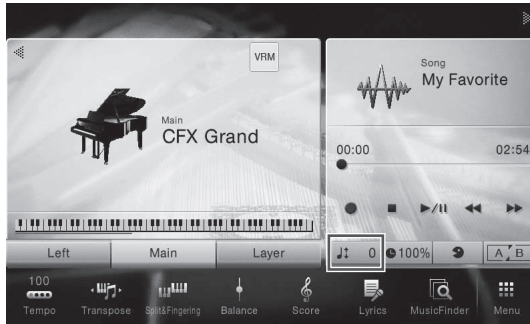 VRM
Main
CFX Grand
Song
My Favorite
00:00
02:54
Left
Main
Layer
0
100%
A B
100
Tempo
Transpose
Split&Fingering
Balance
Score
Lyrics
MusicFinder
Menu